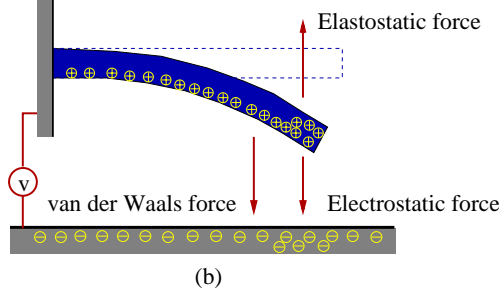 Elastostatic force
v
van der Waals force
Electrostatic force
(b)